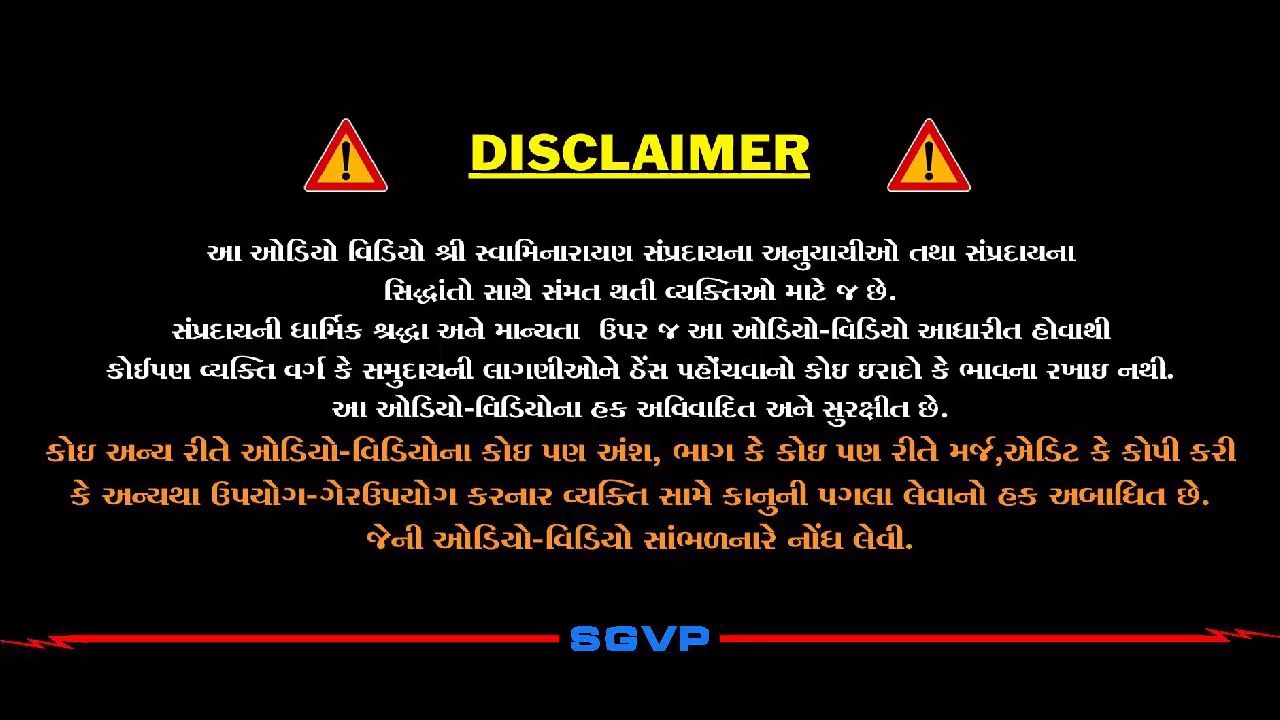 DISCLAIMER
આ ઓડિયો વિડિયો શ્રી સ્વામિનારાયણ સંપ્રદાયના અનુયાયીઓ તથા સંપ્રદાયના
સિદ્ધાંતો સાથે સંમત થતી વ્યક્તિઓ માટે જ છે.
સંપ્રદાયની ધાર્મિક શ્રદ્ધા અને માન્યતા ઉપર જ આ ઓડિયો-વિડિયો આધારીત હોવાથી
કોઈપણ વ્યક્તિ વર્ગ કે સમુદાયની લાગણીઓને ઠેંસ પહોંચવાનો કોઇ ઇરાદો કે ભાવના રખાઇ નથી.
આ ઓડિયો-વિડિયોના હક અવિવાદિત અને સુરક્ષીત છે.
કોઇ અન્ય રીતે ઓડિયો-વિડિયોના કોઇ પણ અંશ, ભાગ કે કોઇ પણ રીતે મર્જ,એડિટ કે કોપી કરી
કે અન્યથા ઉપયોગ-ગેરઉપયોગ કરનાર વ્યક્તિ સામે કાનુની પગલા લેવાનો હક અબાધિત છે.
જેની ઓડિયો-વિડિયો સાંભળનારે નોંધ લેવી.
SGVP